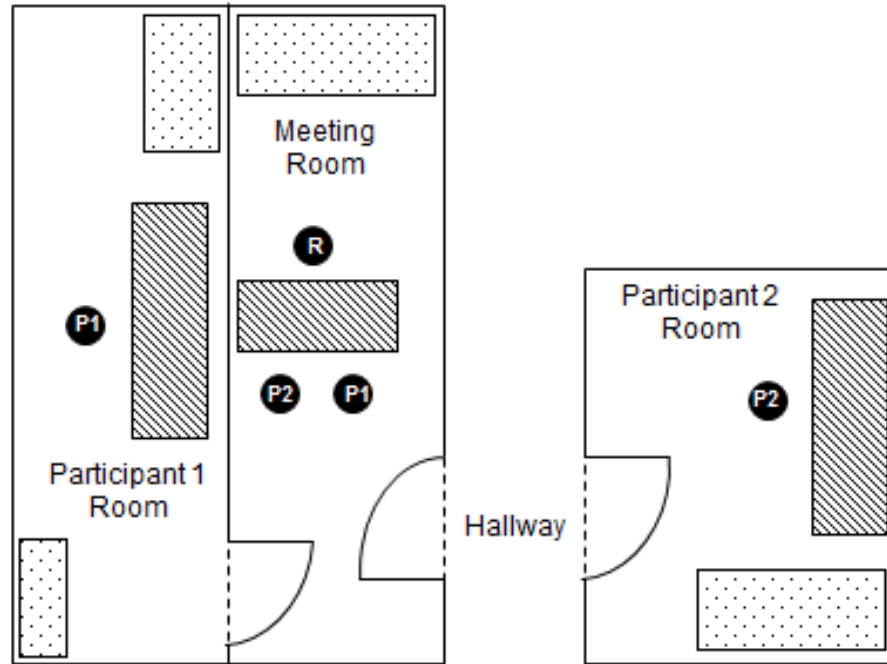 Meeting
Room
R
Participant 2
Room
P1
P2
P2 P1
Participant 1
Room
Hallway